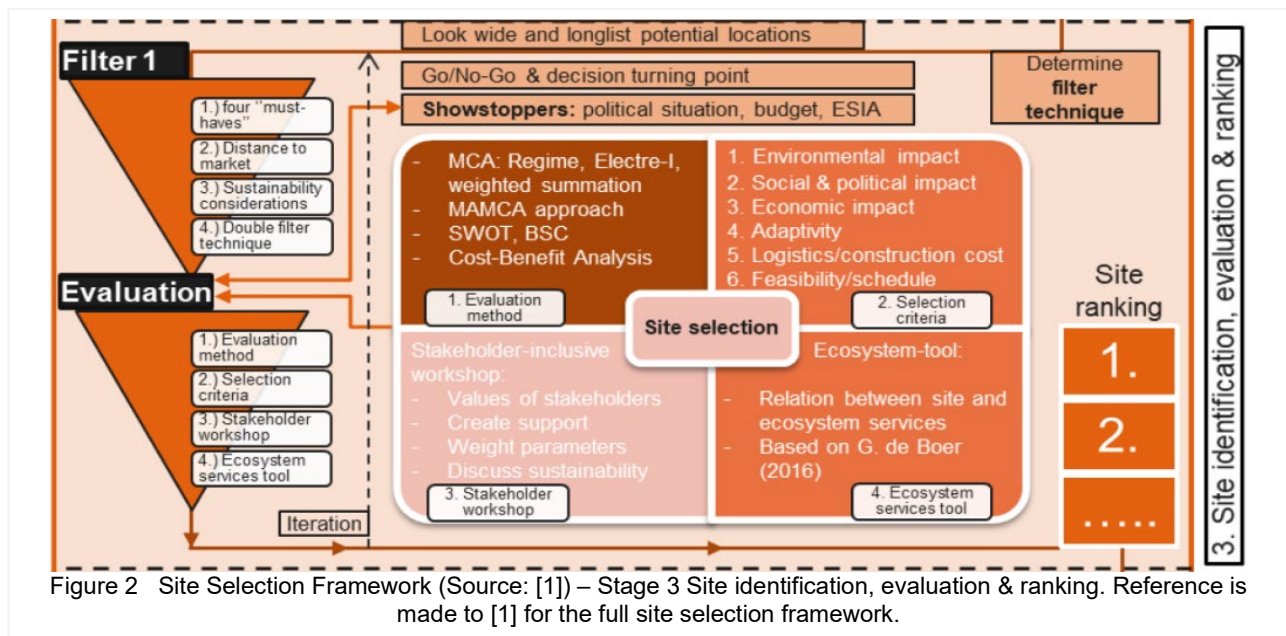 Look wide and longlist potential locations
Filter 1
Go/No-Go & decision turning point
Showstoppers: political situation, budget, ESIA
Determine
filter
technique
1.) four "must-
haves"
2.) Distance to
market
3.) Sustainability
considerations
4.) Double filter
technique
Evaluation
1.) Evaluation
method
2.) Selection
criteria
3.) Stakeholder
workshop
4.) Ecosystem
services tool
Iteration
- MCA: Regime, Electre-I,
weighted summation
- MAMCA approach
- SWOT, BSC
- Cost-Benefit Analysis
1. Evaluation
method
1. Environmental impact
2. Social & political impact
3. Economic impact
4. Adaptivity
5. Logistics/construction cost
6. Feasibility/schedule
2. Selection
criteria
Site selection
Stakeholder-inclusive
workshop:
- Values of stakeholders
- Create support
- Weight parameters
- Discuss sustainability
3. Stakeholder
workshop
Ecosystem-tool:
- Relation between site and
ecosystem services
- Based on G. de Boer
(2016)
4. Ecosystem
services tool
Site
ranking
1.
2.
.....
3. Site identification, evaluation & ranking
Figure 2 Site Selection Framework (Source: [1]) – Stage 3 Site identification, evaluation & ranking. Reference is
made to [1] for the full site selection framework.